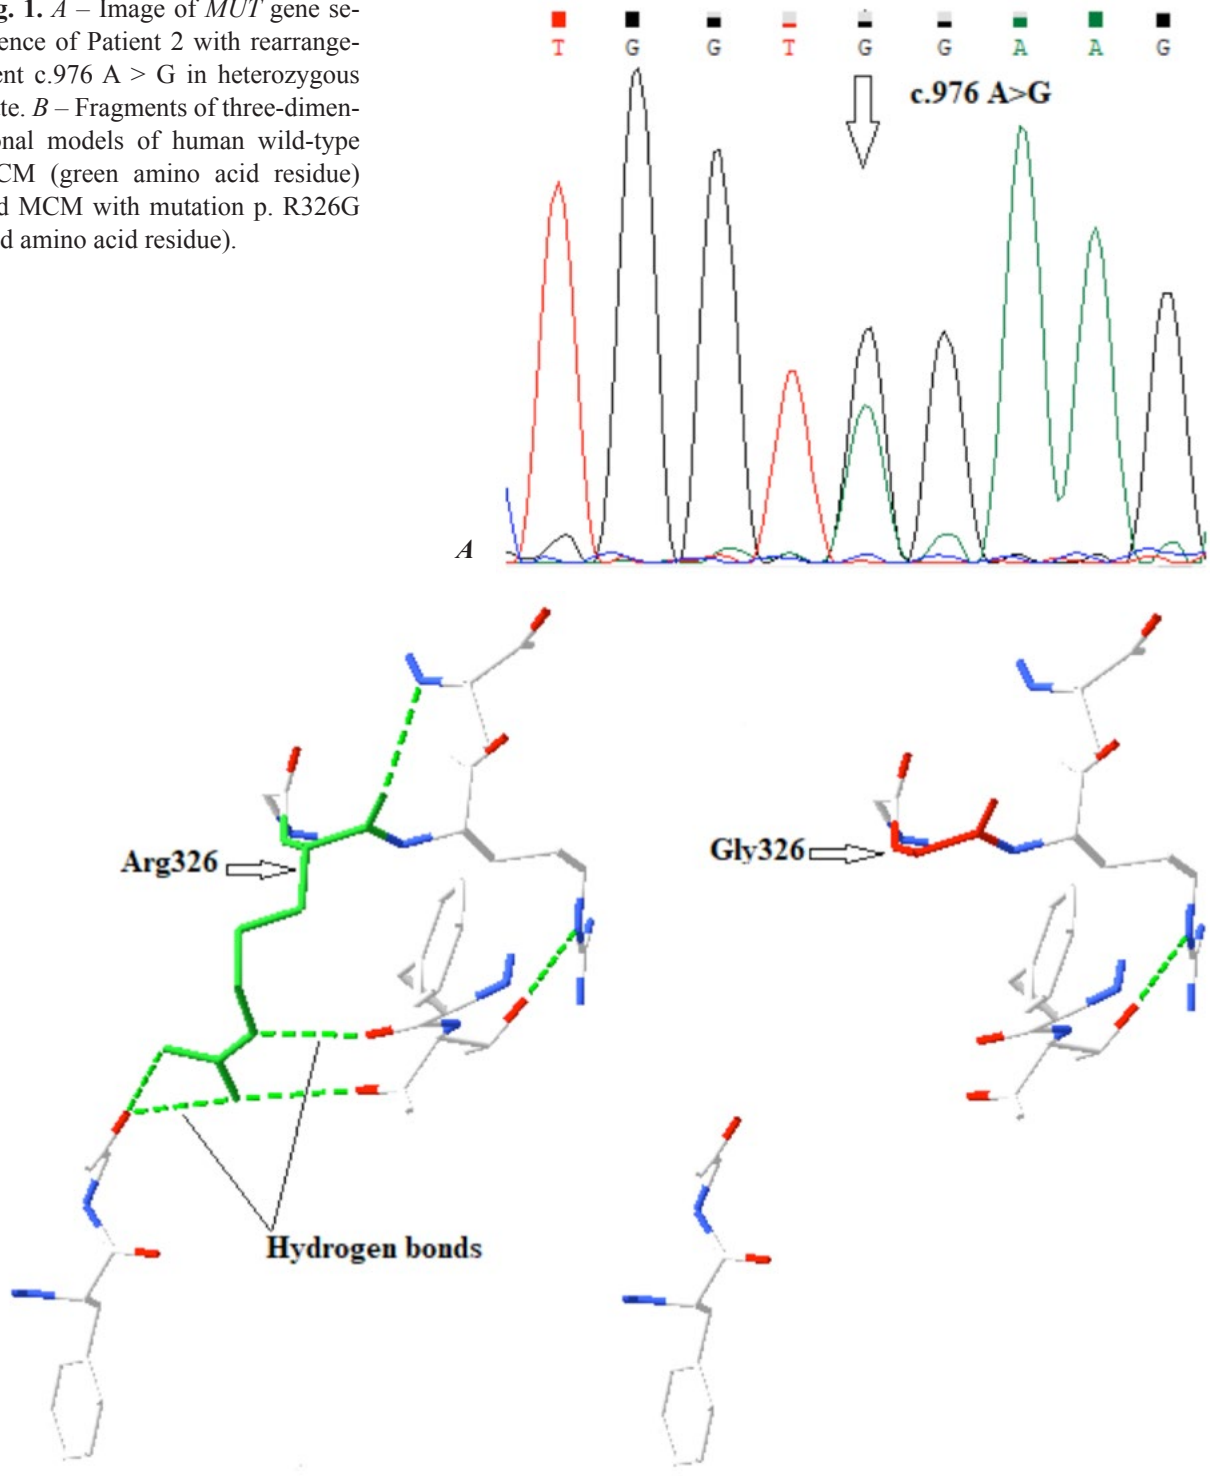 g. 1. A – Image of MUT gene se-
ence of Patient 2 with rearrange-
ent c.976 A > G in heterozygous
te. B – Fragments of three-dimen-
onal models of human wild-type
CM (green amino acid residue)
d MCM with mutation p. R326G
d amino acid residue).
T G G T G G A A G
c.976 A>G
A
Arg326
Gly326
Hydrogen bonds